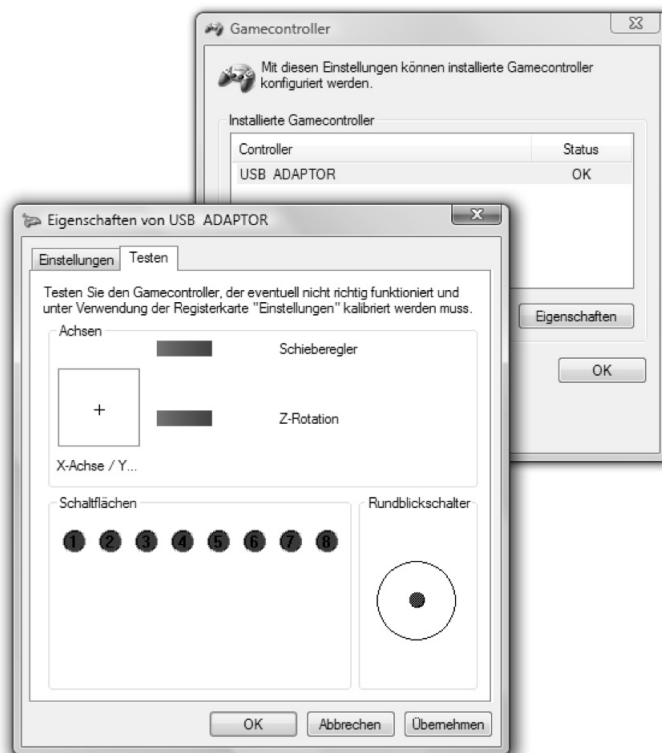 Gamecontroller
Mit diesen Einstellungen können installierte Gamecontroller
konfiguriert werden.
Installierte Gamecontroller
Controller Status
USB ADAPTOR OK
Eigenschaften
OK
Eigenschaften von USB ADAPTOR
Einstellungen Testen
Testen Sie den Gamecontroller, der eventuell nicht richtig funktioniert und
unter Verwendung der Registerkarte "Einstellungen" kalibriert werden muss.
Achsen
Schieberegler
Z-Rotation
X-Achse / Y...
Schaltflächen
1 2 3 4 5 6 7 8
Rundblickschalter
OK Abbrechen Übernehmen